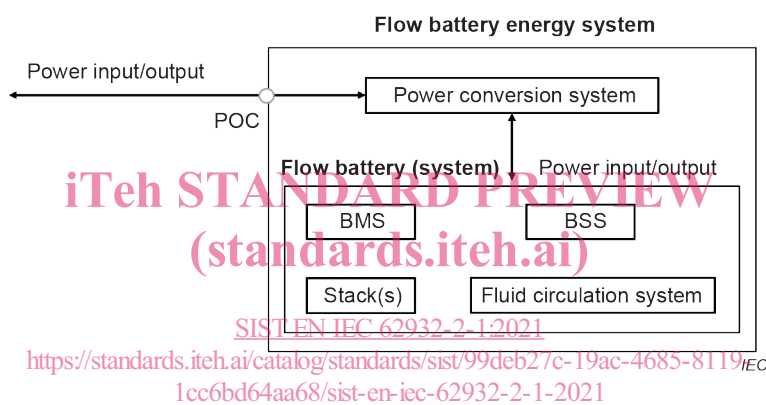 Flow battery energy system
Power input/output
Power conversion system
POC
Flow battery (system)
Power input/output
iTeh STANDARD PREVIEW
BMS
BSS
(standards.iteh.ai)
Stack(s)
Fluid circulation system
SIST EN IEC 62932-2-1:2021
https://standards.iteh.ai/catalog/standards/sist/99deb27c-19ac-4685-8119-
IEC
1cc6bd64aa68/sist-en-iec-62932-2-1-2021